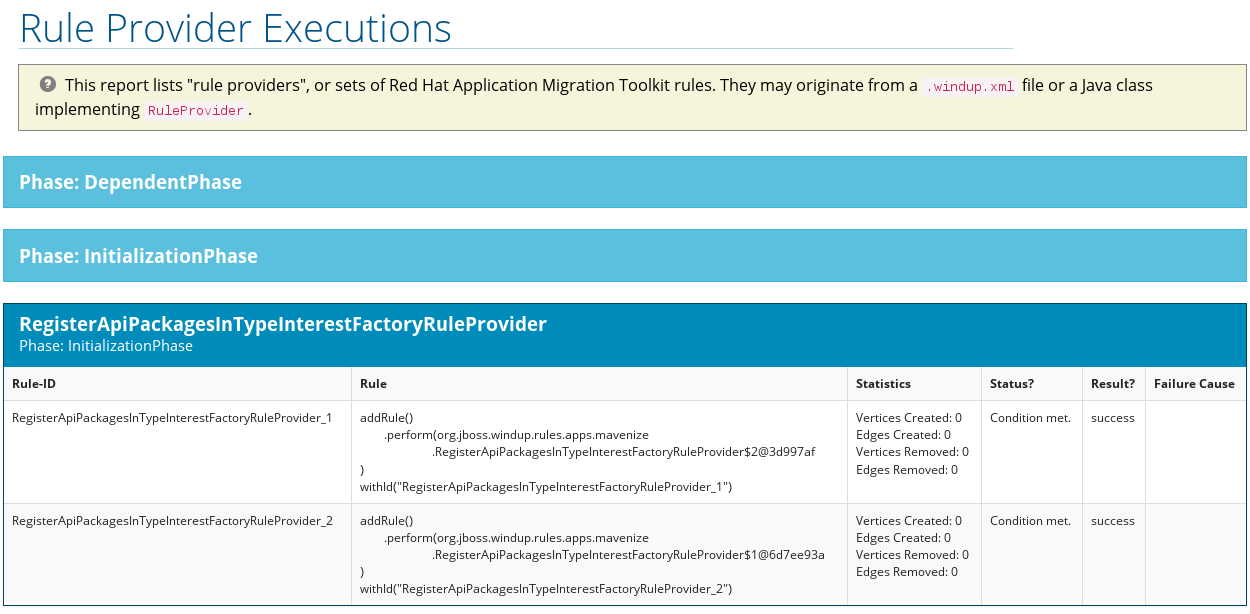 Rule Provider Executions
This report lists "rule providers", or sets of Red Hat Application Migration Toolkit rules. They may originate from a .windup.xml file or a Java class
implementing RuleProvider.
Phase: DependentPhase
Phase: InitializationPhase
RegisterApiPackagesInTypeInterestFactoryRuleProvider
Phase: InitializationPhase
Rule-ID Rule Statistics Status? Result? Failure Cause
RegisterApiPackagesInTypeInterestFactoryRuleProvider_1 addRule() Vertices Created: 0 Condition met. success
.perform(org.jboss.windup.rules.apps.mavenize Edges Created: 0
.RegisterApiPackagesInTypeInterestFactoryRuleProvider$2@3d997af Vertices Removed: 0
) Edges Removed: 0
withId("RegisterApiPackagesInTypeInterestFactoryRuleProvider_1")
RegisterApiPackagesInTypeInterestFactoryRuleProvider_2 addRule() Vertices Created: 0 Condition met. success
.perform(org.jboss.windup.rules.apps.mavenize Edges Created: 0
.RegisterApiPackagesInTypeInterestFactoryRuleProvider$1@6d7ee93a Vertices Removed: 0
) Edges Removed: 0
withId("RegisterApiPackagesInTypeInterestFactoryRuleProvider_2")